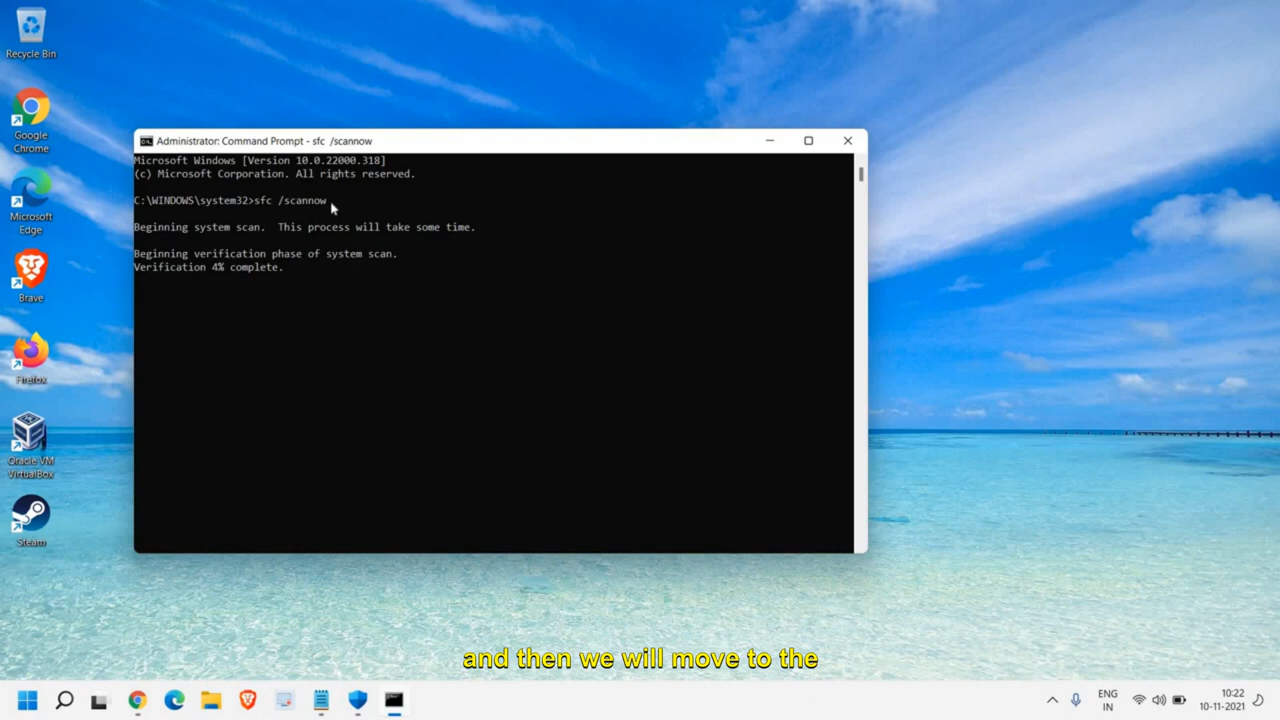 Recycle Bin
Google
Chrome
Microsoft
Edge
Brave
Firefox
Oracle VM
VirtualBox
Steam
Administrator: Command Prompt - sfc /scannow
Microsoft Windows [Version 10.0.22000.318]
(c) Microsoft Corporation. All rights reserved.
C:\WINDOWS\system32>sfc /scannow
Beginning system scan.  This process will take some time.
Beginning verification phase of system scan.
Verification 4% complete.
and then we will move to the
ENG
IN
10:22
10-11-2021